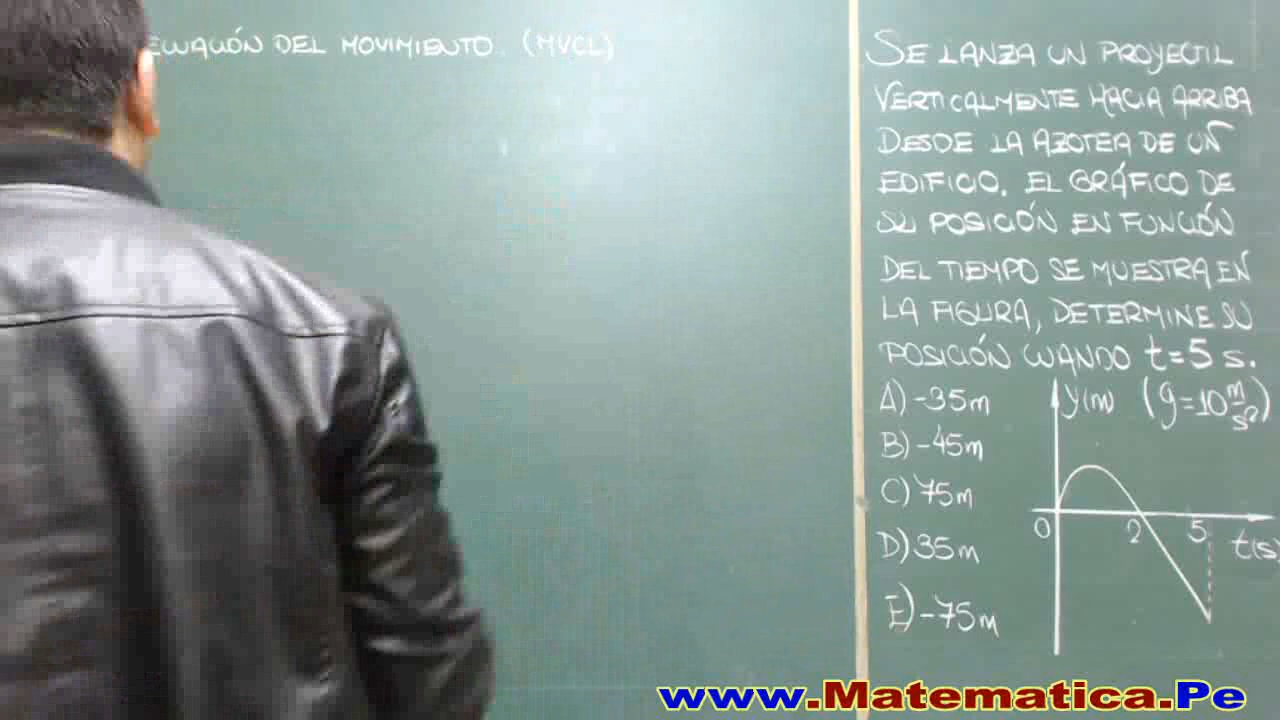 ECUACIÓN DEL MOVIMIENTO. (MVCL)
SE LANZA UN PROYECTIL
VERTICALMENTE HACIA ARRIBA
DESDE LA AZOTEA DE UN
EDIFICIO. EL GRÁFICO DE
SU POSICIÓN EN FUNCIÓN
DEL TIEMPO SE MUESTRA EN
LA FIGURA, DETERMINE SU
POSICIÓN CUANDO t=5 s.
A) -35m
B) -45m
C) 75m
D) 35m
E) -75m
y(m) (g=10 m/s²)
0 2 5 t(s)
www.Matematica.Pe